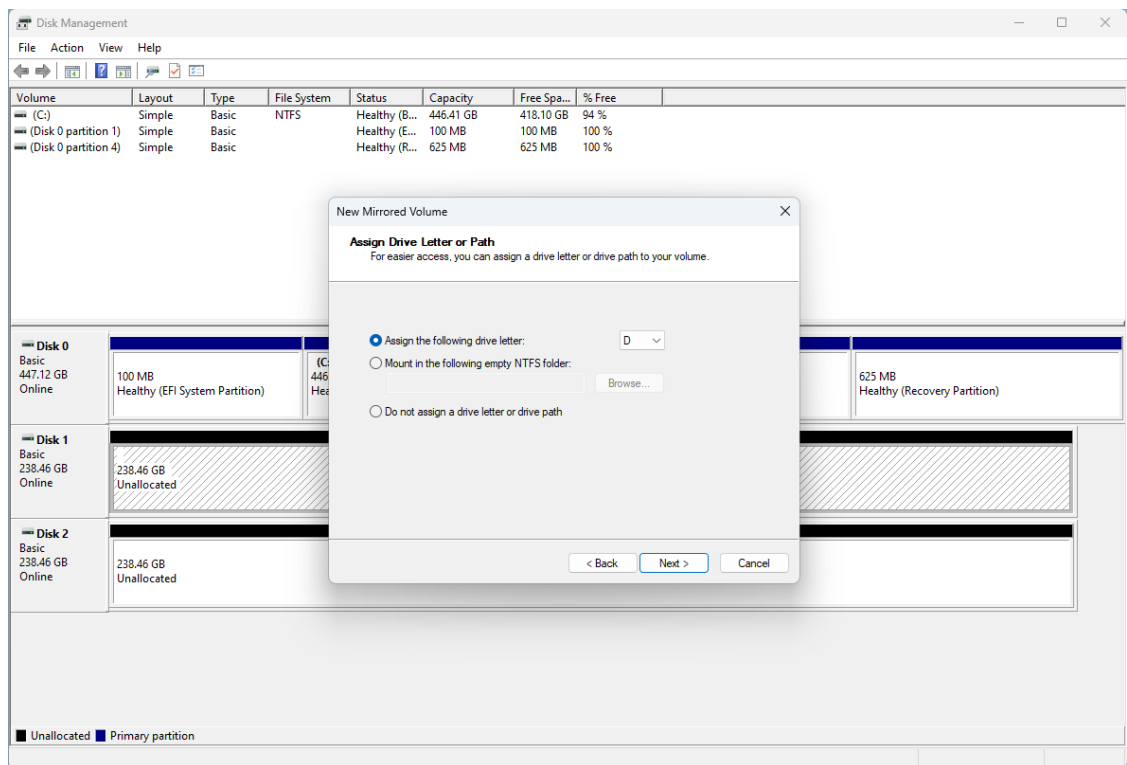 Disk Management
File Action View Help
Volume Layout Type File System Status Capacity Free Spa... % Free
(C:) Simple Basic NTFS Healthy (B... 446.41 GB 418.10 GB 94 %
(Disk 0 partition 1) Simple Basic Healthy (E... 100 MB 100 MB 100 %
(Disk 0 partition 4) Simple Basic Healthy (R... 625 MB 625 MB 100 %
New Mirrored Volume
Assign Drive Letter or Path
For easier access, you can assign a drive letter or drive path to your volume.
Assign the following drive letter: D
Mount in the following empty NTFS folder:
Browse...
Do not assign a drive letter or drive path
< Back Next > Cancel
Disk 0
Basic
447.12 GB
Online
100 MB
Healthy (EFI System Partition)
(C:
446
Hea
625 MB
Healthy (Recovery Partition)
Disk 1
Basic
238.46 GB
Online
238.46 GB
Unallocated
Disk 2
Basic
238.46 GB
Online
238.46 GB
Unallocated
Unallocated Primary partition